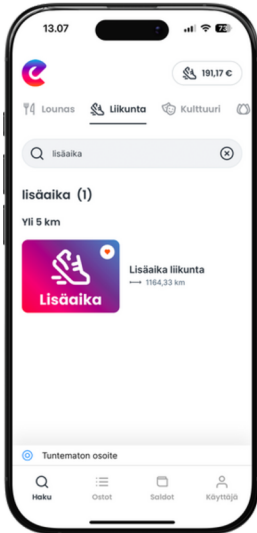 13.07
73
191,17 €
Lounas
Liikunta
Kulttuuri
lisäaika
lisäaika (1)
Yli 5 km
Lisäaika
Lisäaika liikunta
1164,33 km
Tuntematon osoite
Haku
Ostot
Saldot
Käyttäjä